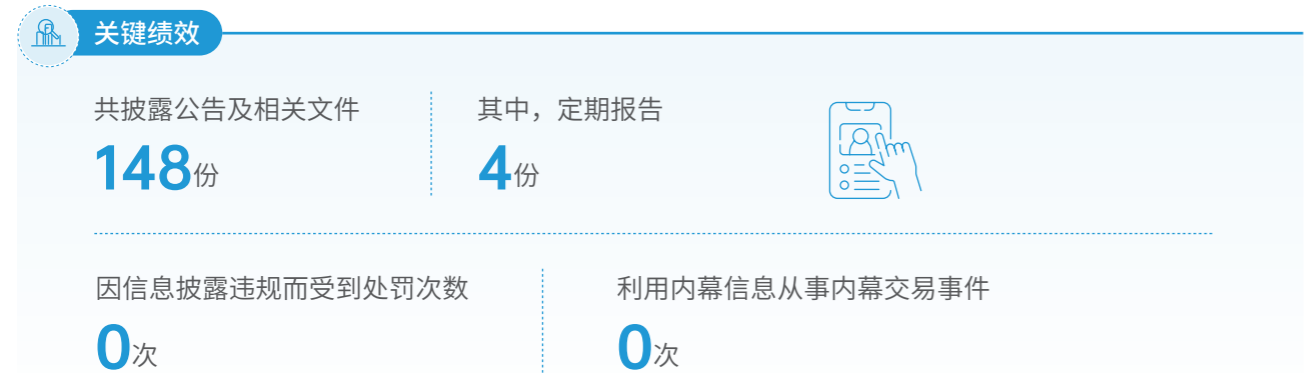 关键绩效
共披露公告及相关文件
148份
其中，定期报告
4份
因信息披露违规而受到处罚次数
0次
利用内幕信息从事内幕交易事件
0次